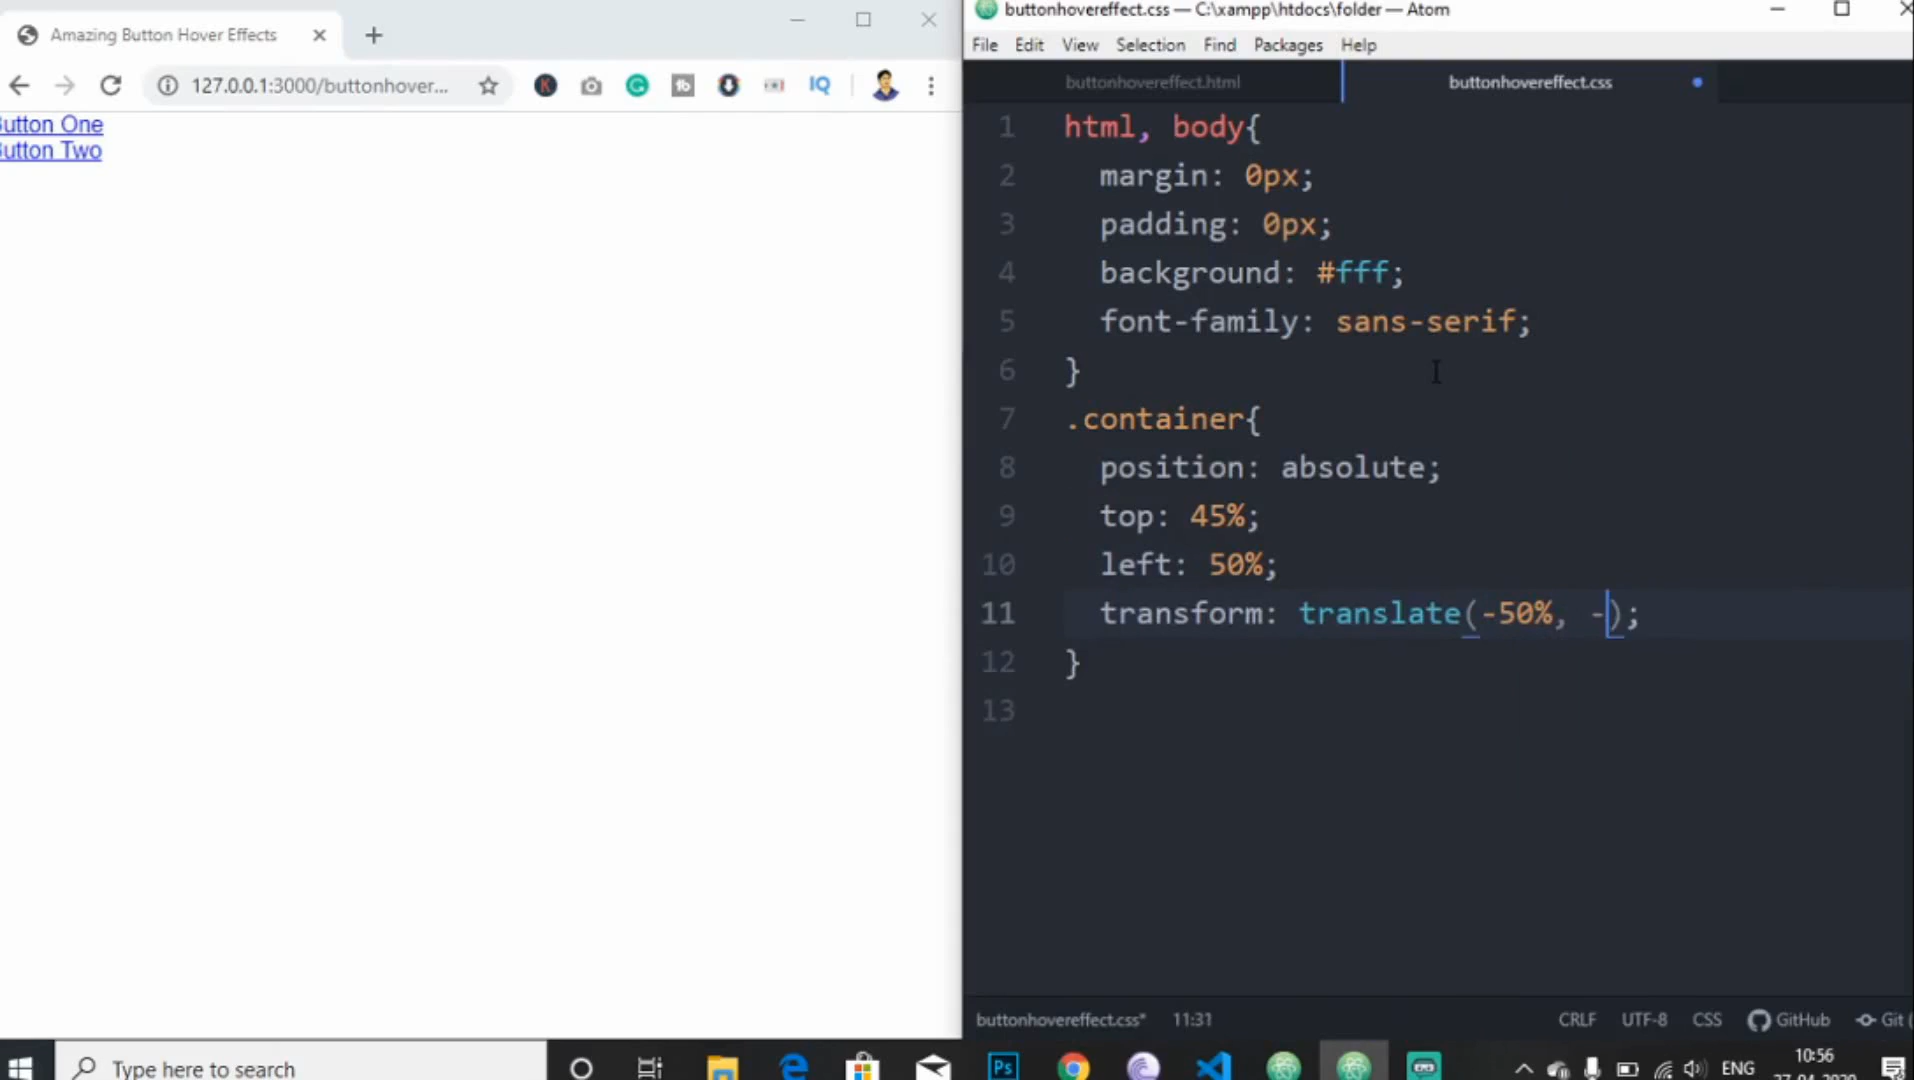 Amazing Button Hover Effects
127.0.0.1:3000/buttonhover...
IQ
utton One
utton Two
buttonhovereffect.css — C:\xampp\htdocs\folder — Atom
File Edit View Selection Find Packages Help
buttonhovereffect.html
buttonhovereffect.css
1 html, body{
2 margin: 0px;
3 padding: 0px;
4 background: #fff;
5 font-family: sans-serif;
6 }
7 .container{
8 position: absolute;
9 top: 45%;
10 left: 50%;
11 transform: translate(-50%, -);
12 }
13
buttonhovereffect.css* 11:31 CRLF UTF-8 CSS GitHub Git (
Type here to search
Ps
ENG
10:56